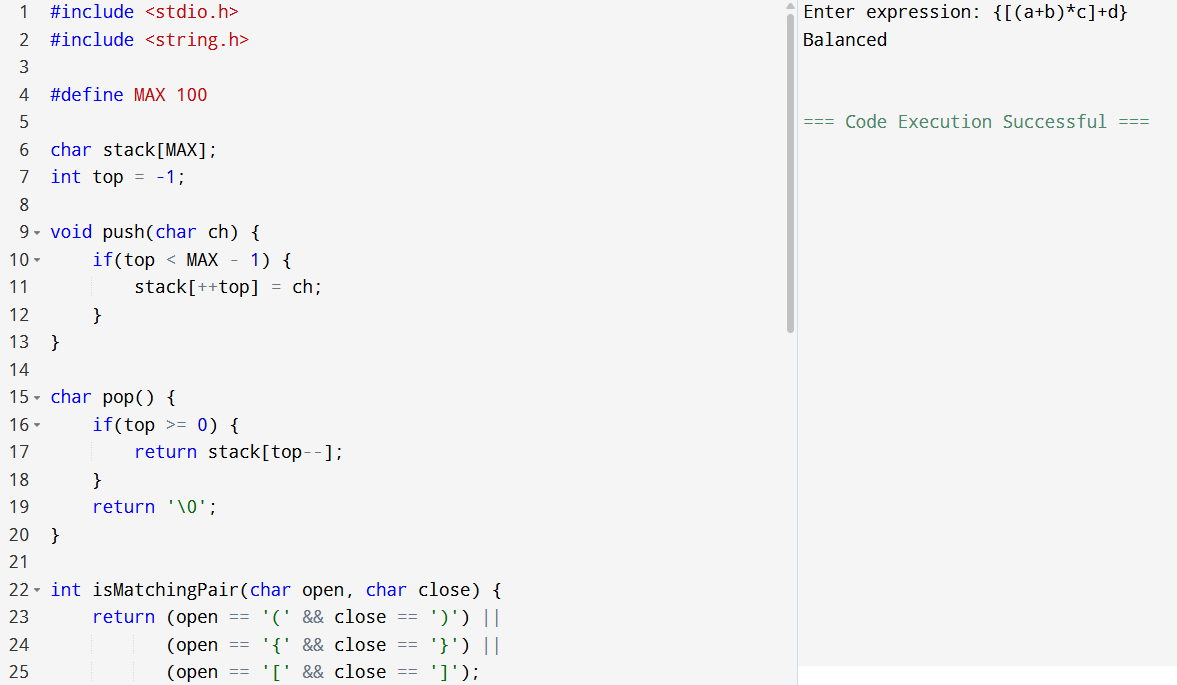 1 #include <stdio.h>
2 #include <string.h>
3
4 #define MAX 100
5
6 char stack[MAX];
7 int top = -1;
8
9 void push(char ch) {
10     if(top < MAX - 1) {
11         stack[++top] = ch;
12     }
13 }
14
15 char pop() {
16     if(top >= 0) {
17         return stack[top--];
18     }
19     return '\0';
20 }
21
22 int isMatchingPair(char open, char close) {
23     return (open == '(' && close == ')') ||
24            (open == '{' && close == '}') ||
25            (open == '[' && close == ']');
Enter expression: {[(a+b)*c]+d}
Balanced
=== Code Execution Successful ===